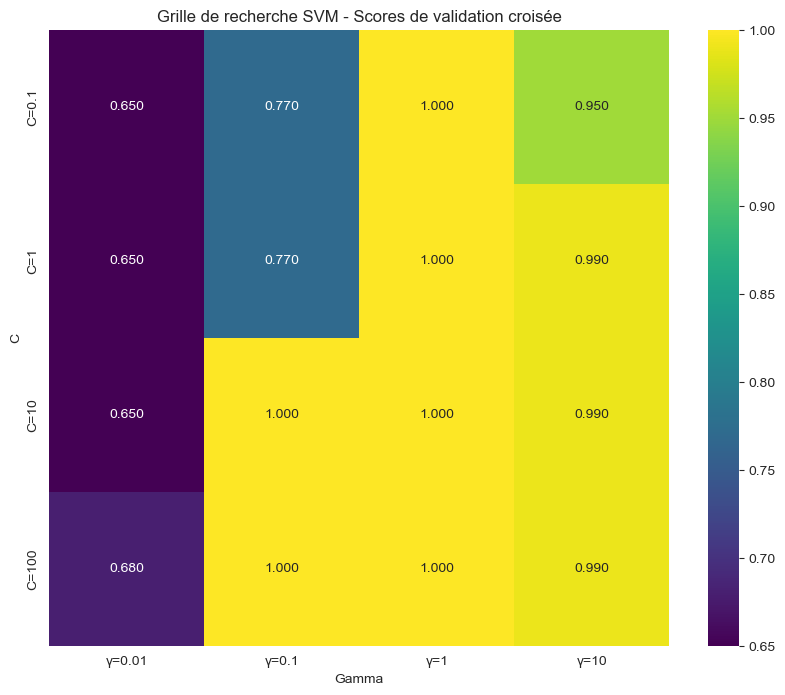 Grille de recherche SVM - Scores de validation croisée
C=0.1 0.650 0.770 1.000 0.950
C=1 0.650 0.770 1.000 0.990
C=10 0.650 1.000 1.000 0.990
C=100 0.680 1.000 1.000 0.990
C
γ=0.01 γ=0.1 γ=1 γ=10
Gamma
1.00
0.95
0.90
0.85
0.80
0.75
0.70
0.65